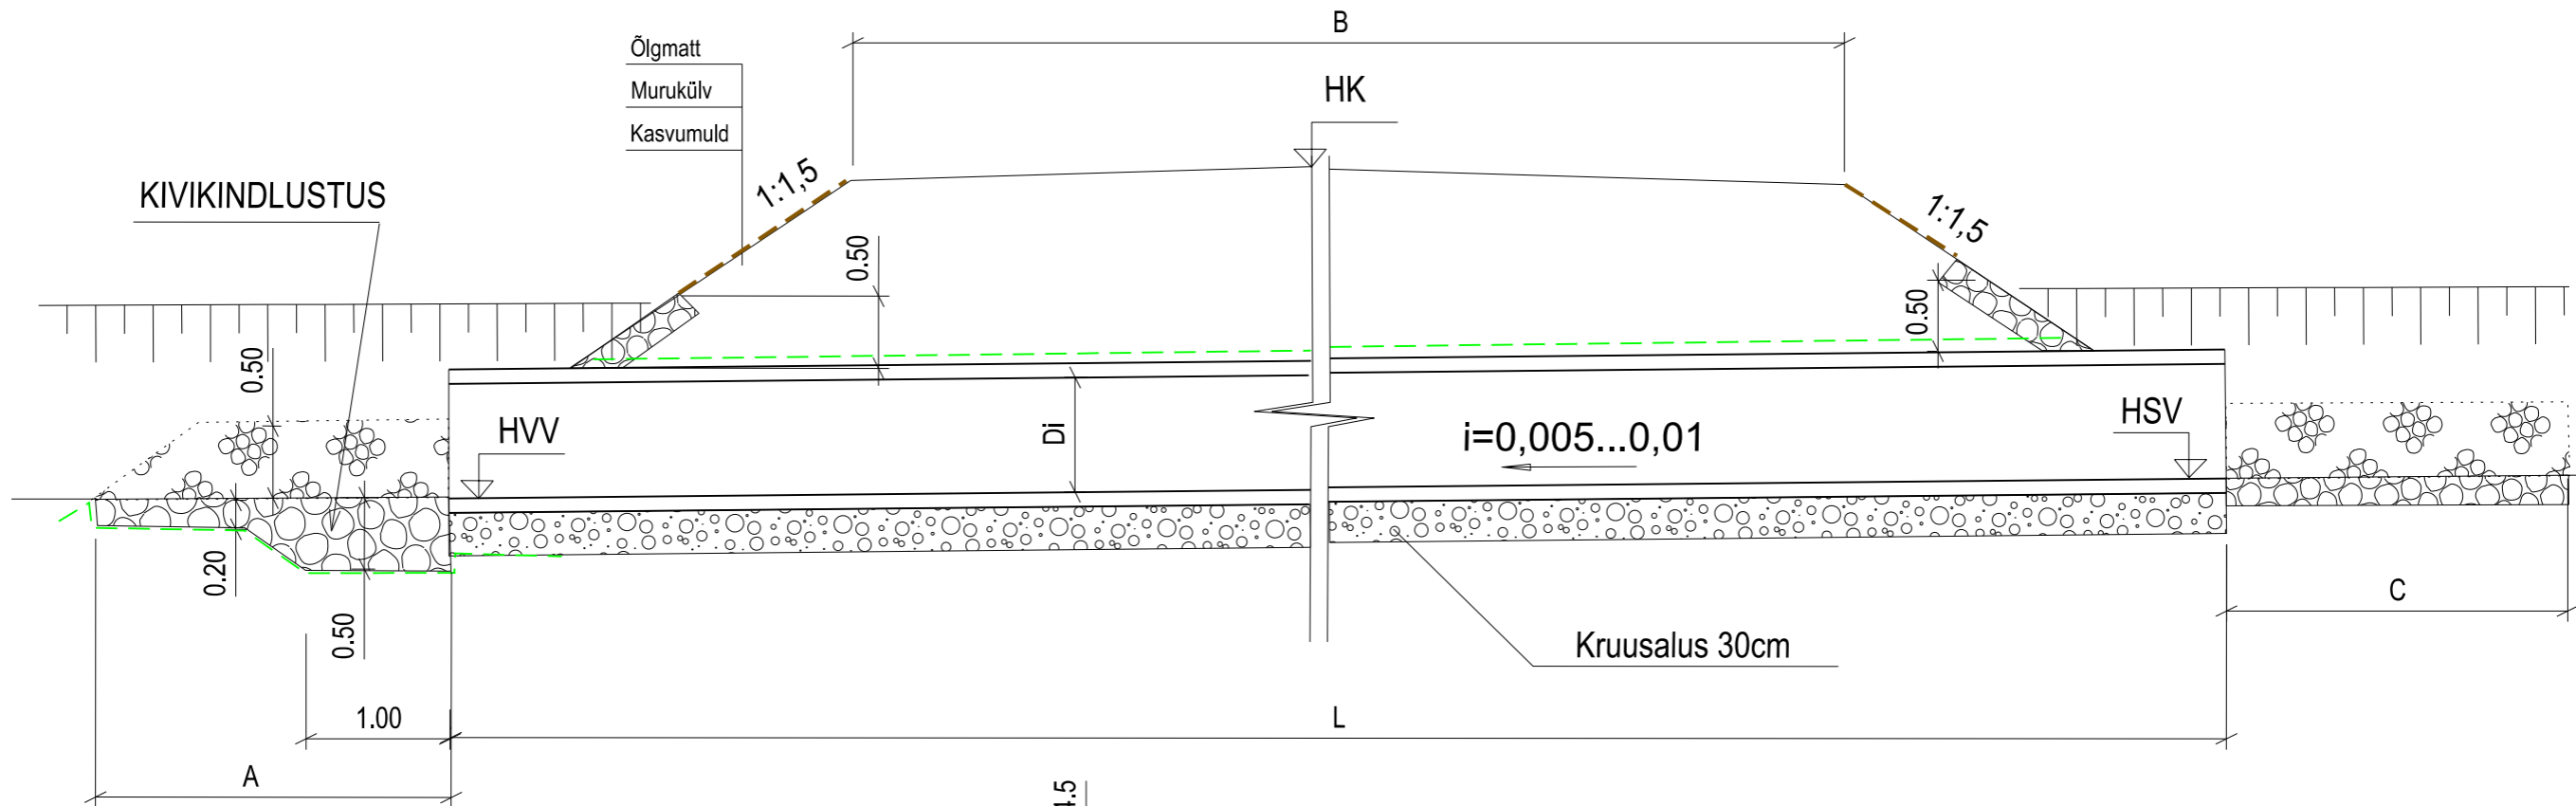 B
Õlgmatt
Murukülv
Kasvumuld
HK
1:1,5
1:1,5
KIVIKINDLUSTUS
0.50
0.50
0.50
HVV
Di
i=0,005...0,01
HSV
0.20
0.50
C
Kruusalus 30cm
1.00
L
A